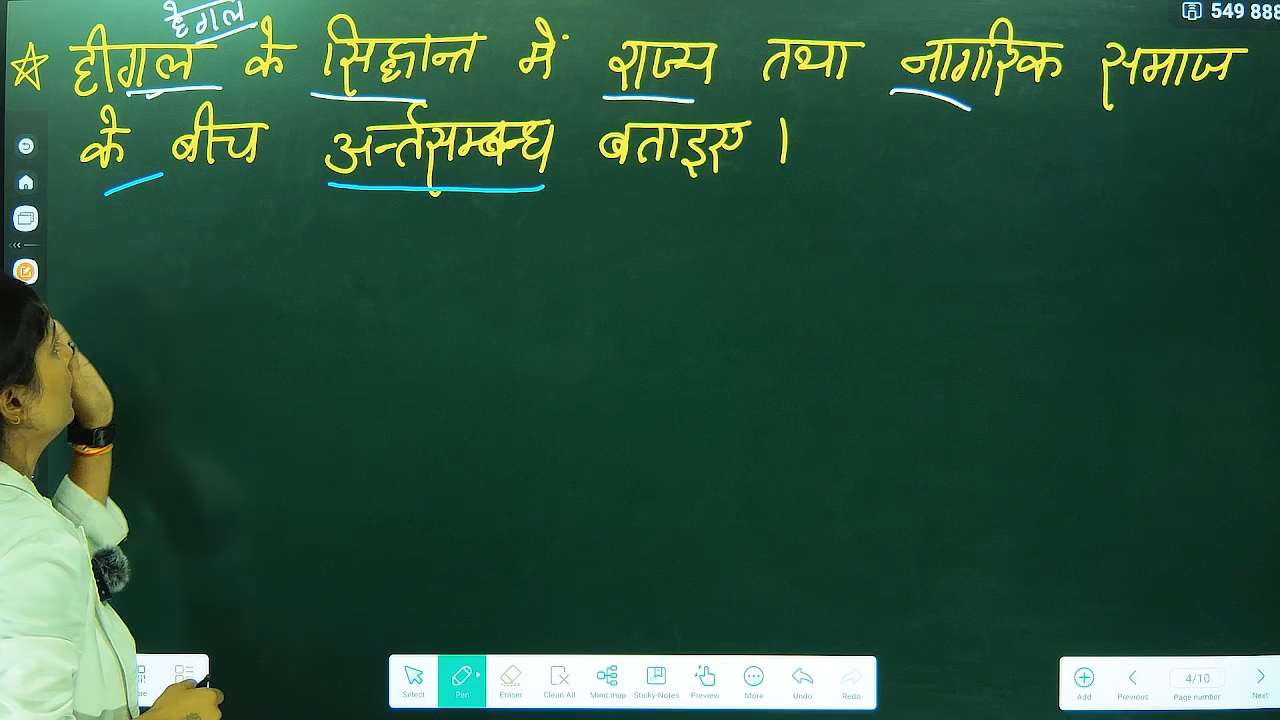 549 888
हेगल
☆ हीगल के सिद्धान्त में राज्य तथा नागरिक समाज
के बीच अर्न्तसम्बन्ध बताइए ।
Select Pen Eraser Clean All Mind map Sticky-Notes Preview More Undo Redo
Add Previous 4/10 Page number Next